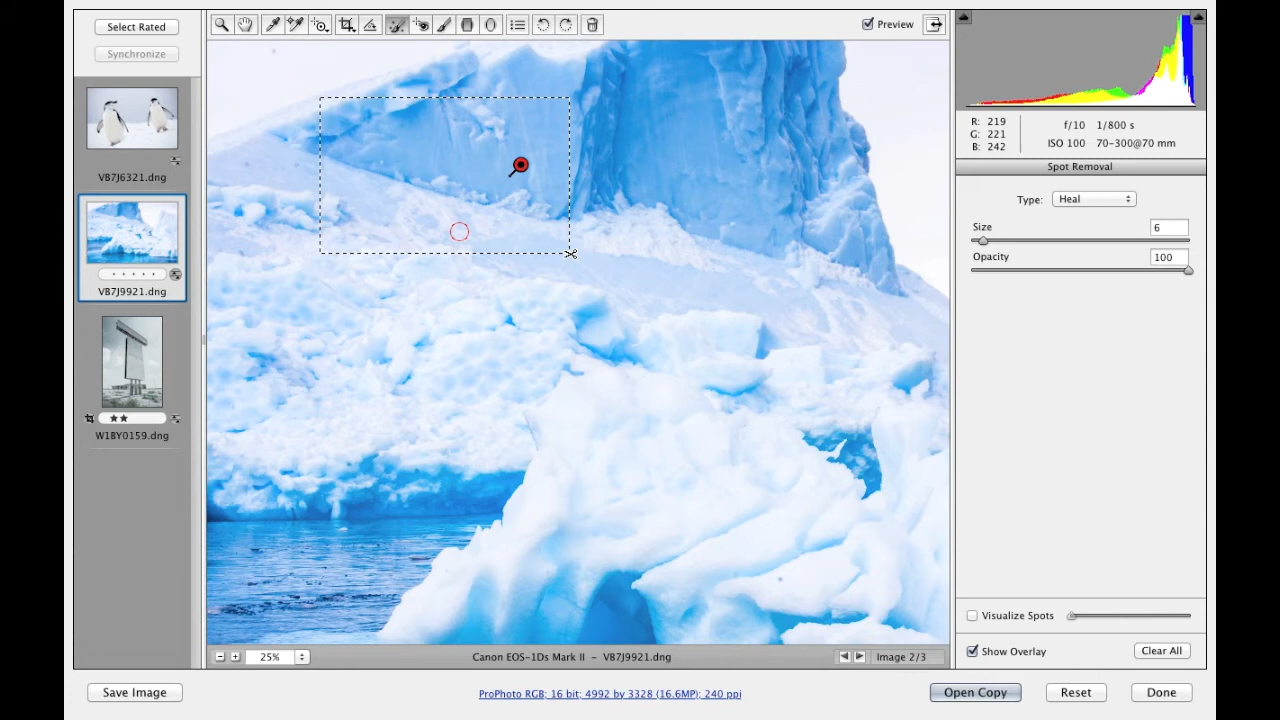 Select Rated
Synchronize
VB7J6321.dng
VB7J9921.dng
W1BY0159.dng
Preview
R: 219
G: 221
B: 242
f/10 1/800 s
ISO 100 70-300@70 mm
Spot Removal
Type: Heal
Size 6
Opacity 100
Visualize Spots
Show Overlay Clear All
25% Canon EOS-1Ds Mark II – VB7J9921.dng Image 2/3
Save Image ProPhoto RGB; 16 bit; 4992 by 3328 (16.6MP); 240 ppi Open Copy Reset Done